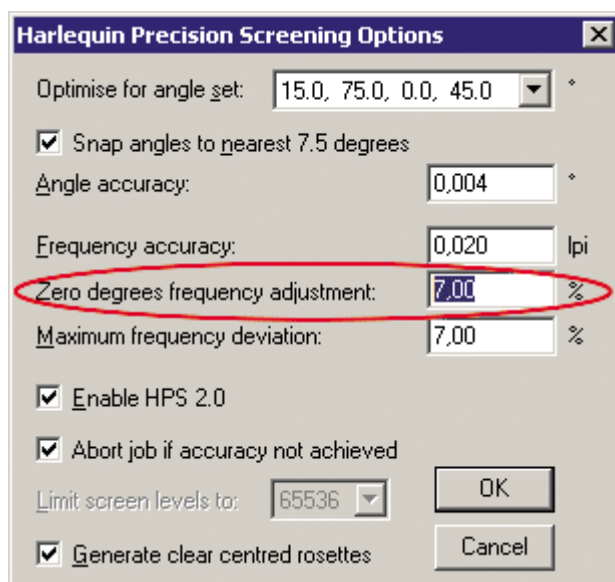 Harlequin Precision Screening Options
Optimise for angle set: 15.0, 75.0, 0.0, 45.0 °
Snap angles to nearest 7.5 degrees
Angle accuracy: 0,004 °
Frequency accuracy: 0,020 lpi
Zero degrees frequency adjustment: 7,00 %
Maximum frequency deviation: 7,00 %
Enable HPS 2.0
Abort job if accuracy not achieved
Limit screen levels to: 65536
OK
Generate clear centred rosettes
Cancel